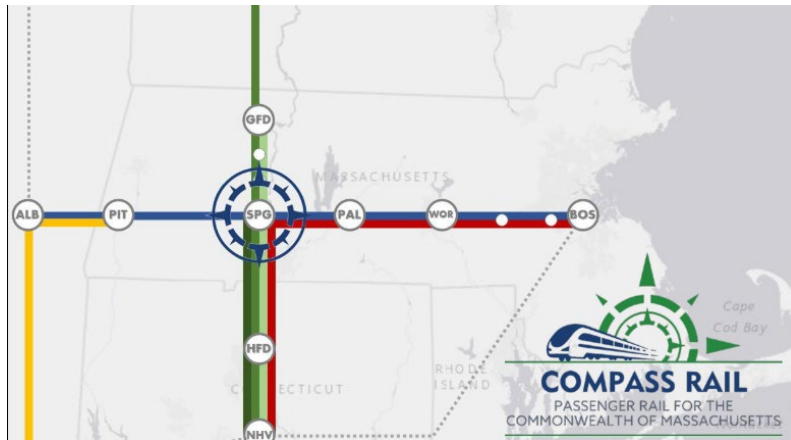 GFD
MASSACHUSETTS
ALB
PIT
SPG
PAL
WOR
BOS
Cape
Cod Bay
HFD
RHODE
ISLAND
CONNECTICUT
NHV
COMPASS RAIL
PASSENGER RAIL FOR THE
COMMONWEALTH OF MASSACHUSETTS